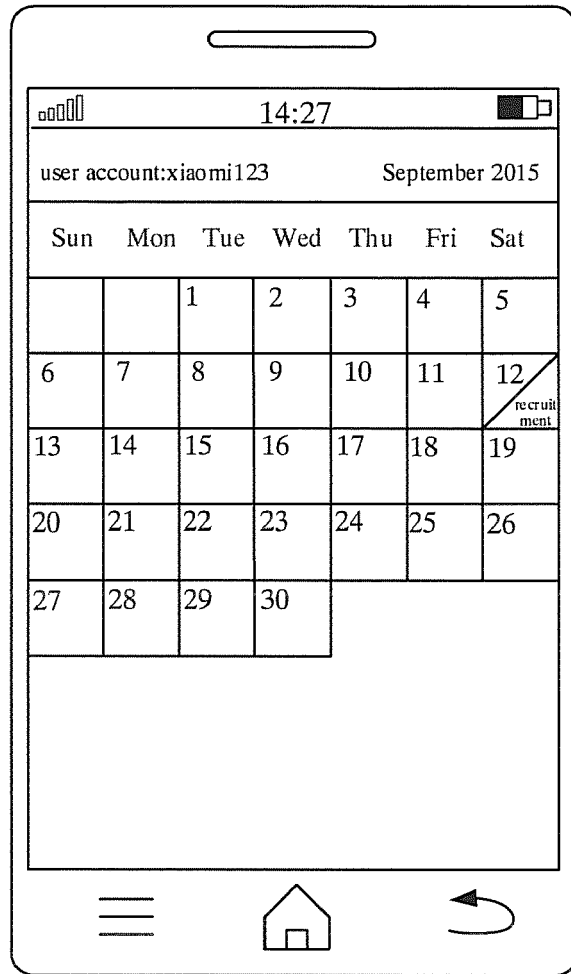 14:27
user account:xiaomi123 September 2015
Sun Mon Tue Wed Thu Fri Sat
1 2 3 4 5
6 7 8 9 10 11 12
recruit
ment
13 14 15 16 17 18 19
20 21 22 23 24 25 26
27 28 29 30